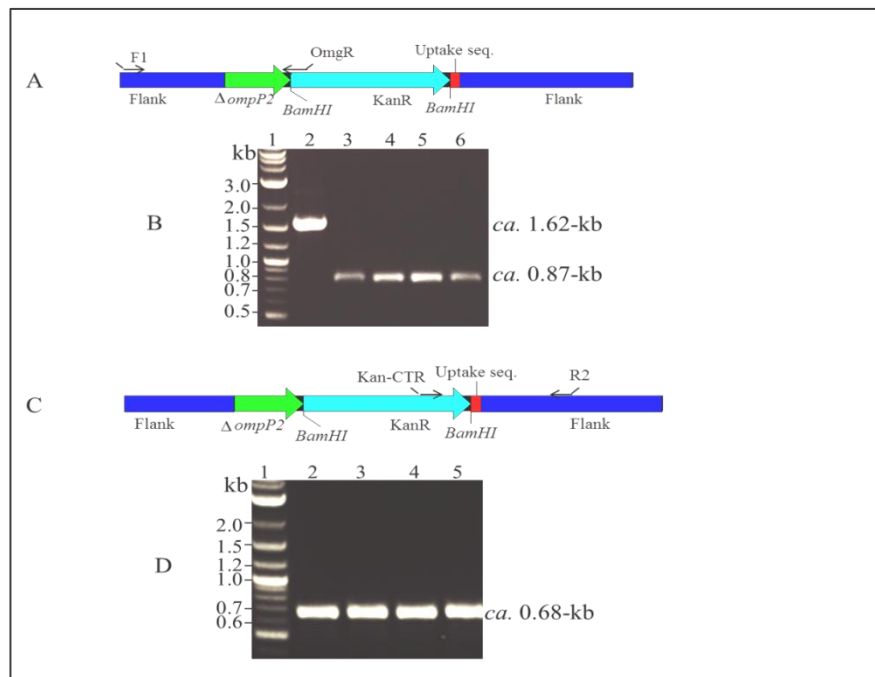 F1 OmgR Uptake seq.
A
Flank ΔompP2 BamHI KanR BamHI Flank
1 2 3 4 5 6
kb
3.0
2.0
1.5
1.2
1.0
0.8
0.7
0.5
B
ca. 1.62-kb
ca. 0.87-kb
Kan-CTR Uptake seq. R2
C
Flank ΔompP2 BamHI KanR BamHI Flank
1 2 3 4 5
kb
2.0
1.5
1.2
1.0
0.7
0.6
D
ca. 0.68-kb